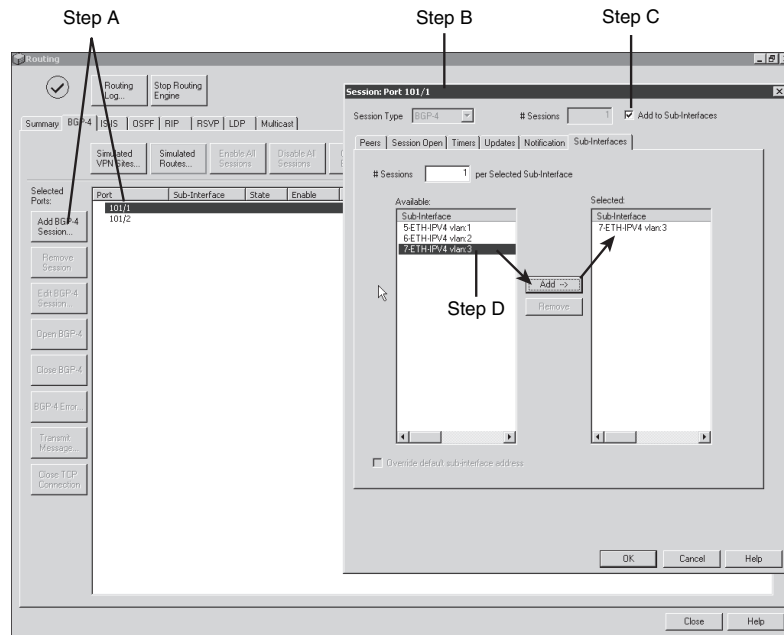 Step A
Step B
Step C
Routing
Routing Log...
Stop Routing Engine
Summary
BGP-4
IS-IS
OSPF
RIP
RSVP
LDP
Multicast
Simulated VPN Sites...
Simulated Routes...
Enable All Sessions
Disable All Sessions
Selected Ports:
Port
Sub-Interface
State
Enable
101/1
101/2
Add BGP-4 Session...
Remove Session
Edit BGP-4 Session...
Open BGP-4
Close BGP-4
BGP-4 Error...
Transmit Message...
Close TCP Connection
Session: Port 101/1
Session Type
BGP-4
# Sessions
1
Add to Sub-Interfaces
Peers
Session Open
Timers
Updates
Notification
Sub-Interfaces
# Sessions
1
per Selected Sub-Interface
Available:
Sub-Interface
5-ETH-IPV4 vlan:1
6-ETH-IPV4 vlan:2
7-ETH-IPV4 vlan:3
Step D
Add -->
Remove
Selected:
Sub-Interface
7-ETH-IPV4 vlan:3
Override default sub-interface address
OK
Cancel
Help
Close
Help